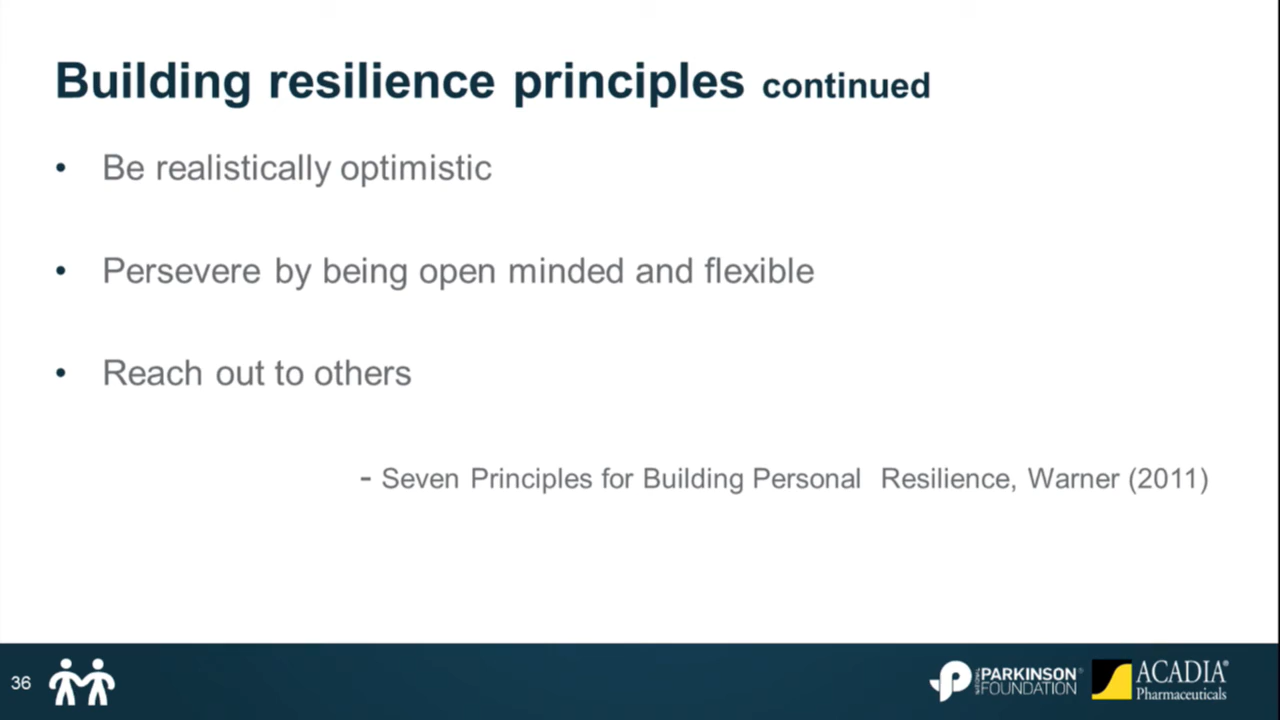 Building resilience principles continued
• Be realistically optimistic
• Persevere by being open minded and flexible
• Reach out to others
- Seven Principles for Building Personal Resilience, Warner (2011)
36
NATIONAL PARKINSON® FOUNDATION
ACADIA®
Pharmaceuticals